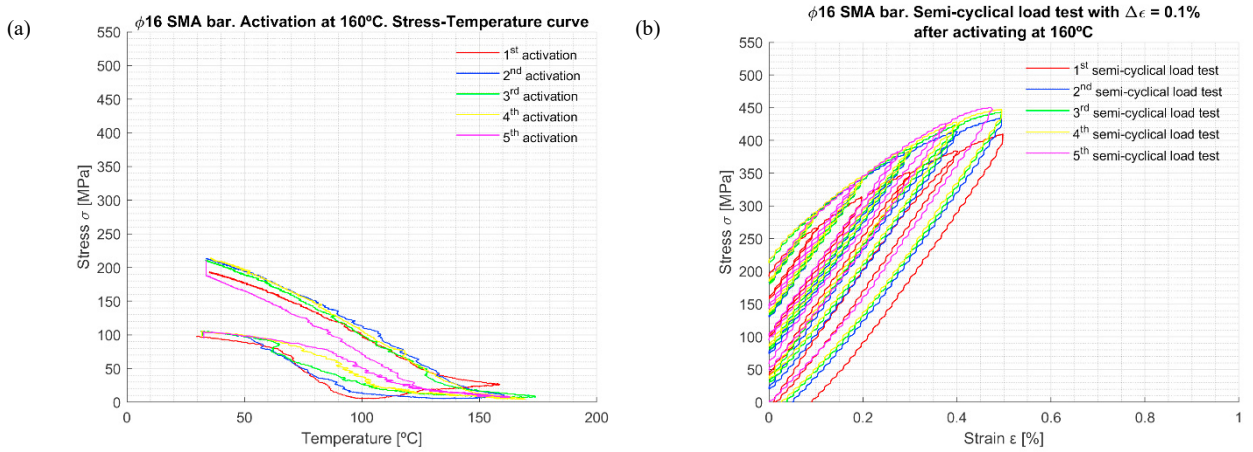 (a)
ϕ16 SMA bar. Activation at 160ºC. Stress-Temperature curve
550
500
450
400
350
300
250
200
150
100
50
0
Stress σ [MPa]
1st activation
2nd activation
3rd activation
4th activation
5th activation
0
50
100
150
200
Temperature [ºC]
(b)
ϕ16 SMA bar. Semi-cyclical load test with Δϵ = 0.1%
after activating at 160ºC
550
500
450
400
350
300
250
200
150
100
50
0
Stress σ [MPa]
1st semi-cyclical load test
2nd semi-cyclical load test
3rd semi-cyclical load test
4th semi-cyclical load test
5th semi-cyclical load test
0
0.2
0.4
0.6
0.8
1
Strain ε [%]